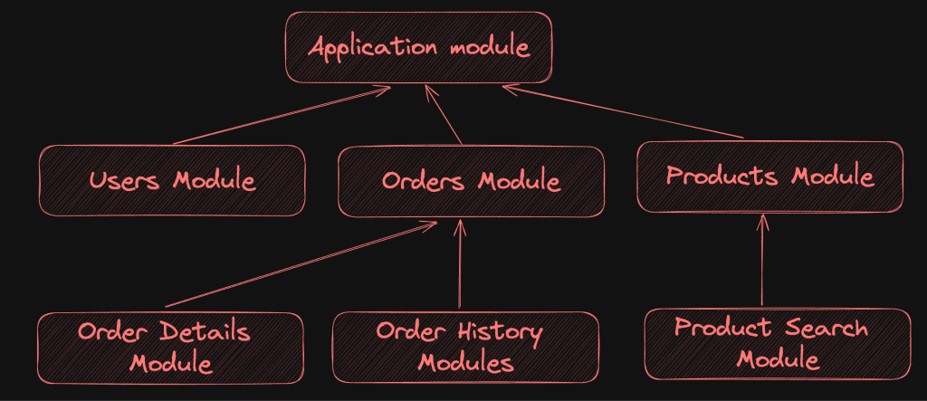 Application module
Users Module
Orders Module
Products Module
Order Details
Module
Order History
Modules
Product Search
Module